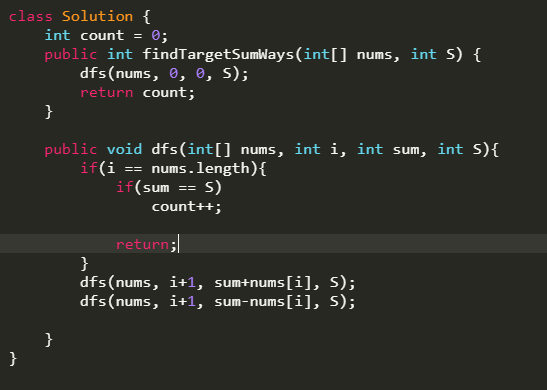 class Solution {
    int count = 0;
    public int findTargetSumWays(int[] nums, int S) {
        dfs(nums, 0, 0, S);
        return count;
    }
    public void dfs(int[] nums, int i, int sum, int S){
        if(i == nums.length){
            if(sum == S)
                count++;
            return;
        }
        dfs(nums, i+1, sum+nums[i], S);
        dfs(nums, i+1, sum-nums[i], S);
    }
}